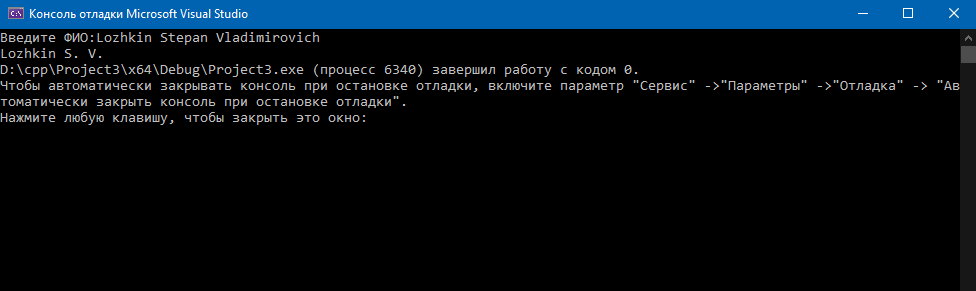 Консоль отладки Microsoft Visual Studio
Введите ФИО:Lozhkin Stepan Vladimirovich
Lozhkin S. V.
D:\cpp\Project3\x64\Debug\Project3.exe (процесс 6340) завершил работу с кодом 0.
Чтобы автоматически закрывать консоль при остановке отладки, включите параметр "Сервис" ->"Параметры" ->"Отладка" -> "Ав
томатически закрыть консоль при остановке отладки".
Нажмите любую клавишу, чтобы закрыть это окно: